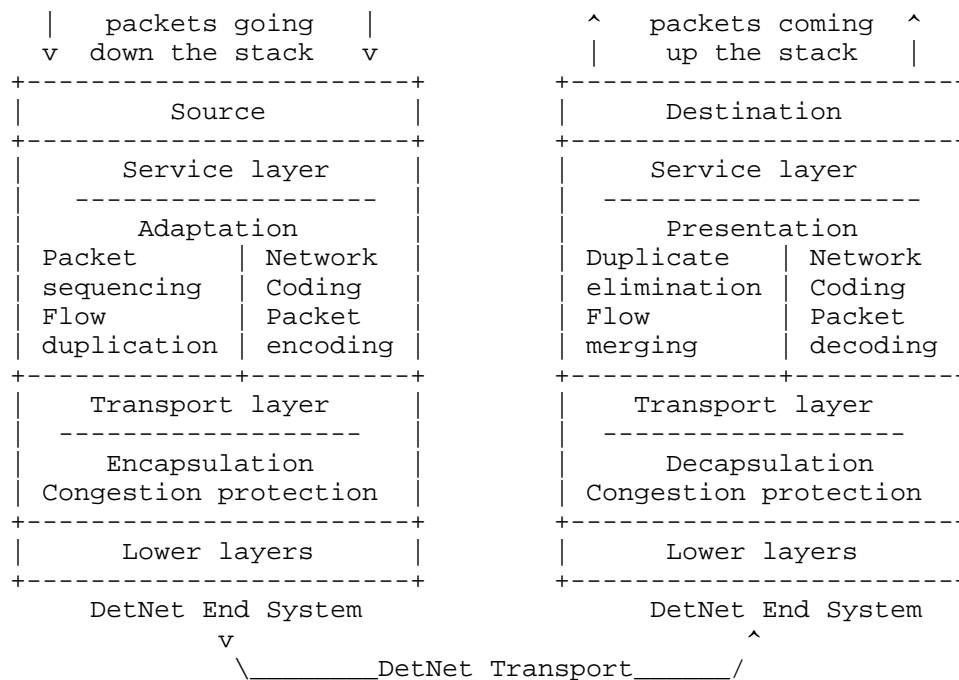 |  packets going  |              ^  packets coming  ^
v  down the stack  v              |   up the stack   |
+-------------------------+        +-------------------------+
|         Source          |        |      Destination
+-------------------------+        +-------------------------+
|      Service layer      |        |     Service layer
|   -------------------   |        |  --------------------
|       Adaptation        |        |      Presentation
| Packet      | Network   |        | Duplicate   | Network
| sequencing  | Coding    |        | elimination | Coding
| Flow        | Packet    |        | Flow        | Packet
| duplication | encoding  |        | merging     | decoding
+-------------+-----------+        +-------------+-----------
|    Transport layer      |        |    Transport layer
|  -------------------    |        |  -------------------
|     Encapsulation       |        |      Decapsulation
| Congestion protection   |        | Congestion protection
+-------------------------+        +-------------------------+
|      Lower layers       |        |      Lower layers
+-------------------------+        +-------------------------+
     DetNet End System                  DetNet End System
             v                                  ^
              \________DetNet Transport______/